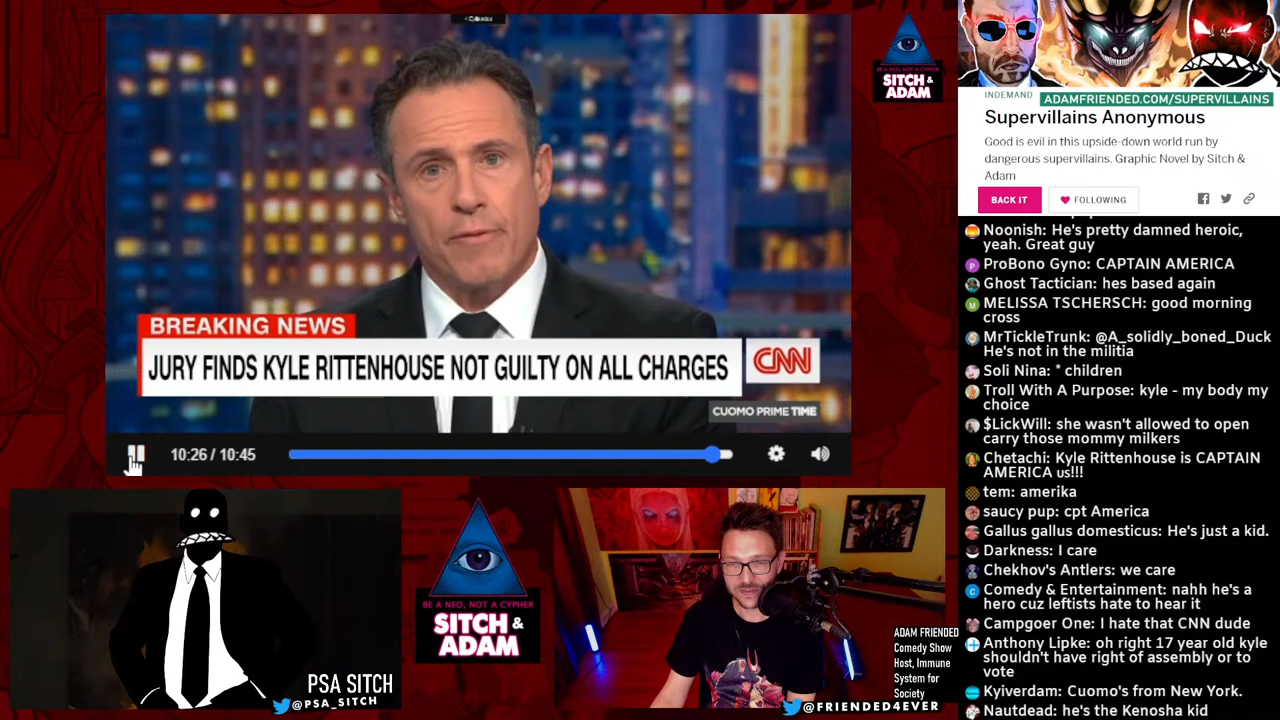 BE A NEO, NOT A CYPHER
SITCH &
ADAM
BREAKING NEWS
JURY FINDS KYLE RITTENHOUSE NOT GUILTY ON ALL CHARGES
CNN
CUOMO PRIME TIME
10:26 / 10:45
PSA SITCH
@PSA_SITCH
BE A NEO, NOT A CYPHER
SITCH &
ADAM
ADAM FRIENDED
Comedy Show
Host, Immune
System for
Society
@FRIENDED4EVER
INDEMAND
ADAMFRIENDED.COM/SUPERVILLAINS
Supervillains Anonymous
Good is evil in this upside-down world run by
dangerous supervillains. Graphic Novel by Sitch &
Adam
BACK IT
FOLLOWING
Noonish: He's pretty damned heroic,
yeah. Great guy
P
ProBono Gyno: CAPTAIN AMERICA
Ghost Tactician: hes based again
M
MELISSA TSCHERSCH: good morning
cross
MrTickleTrunk: @A_solidly_boned_Duck
He's not in the militia
Soli Nina: * children
Troll With A Purpose: kyle - my body my
choice
$LickWill: she wasn't allowed to open
carry those mommy milkers
Chetachi: Kyle Rittenhouse is CAPTAIN
AMERICA us!!!
tem: amerika
saucy pup: cpt America
Gallus gallus domesticus: He's just a kid.
Darkness: I care
Chekhov's Antlers: we care
C
Comedy & Entertainment: nahh he's a
hero cuz leftists hate to hear it
Campgoer One: I hate that CNN dude
Anthony Lipke: oh right 17 year old kyle
shouldn't have right of assembly or to
vote
Kyiverdam: Cuomo's from New York.
Nautdead: he's the Kenosha kid